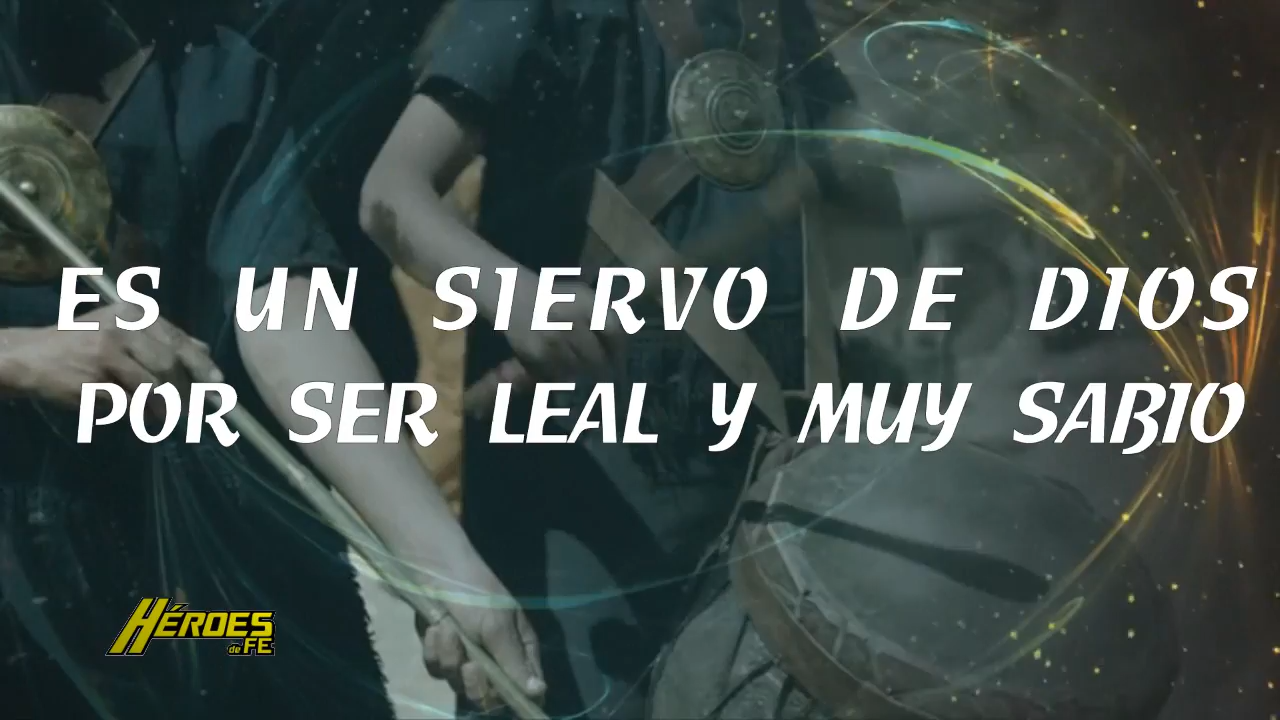 ES UN SIERVO DE DIOS
POR SER LEAL Y MUY SABIO
HÉROES
de FE